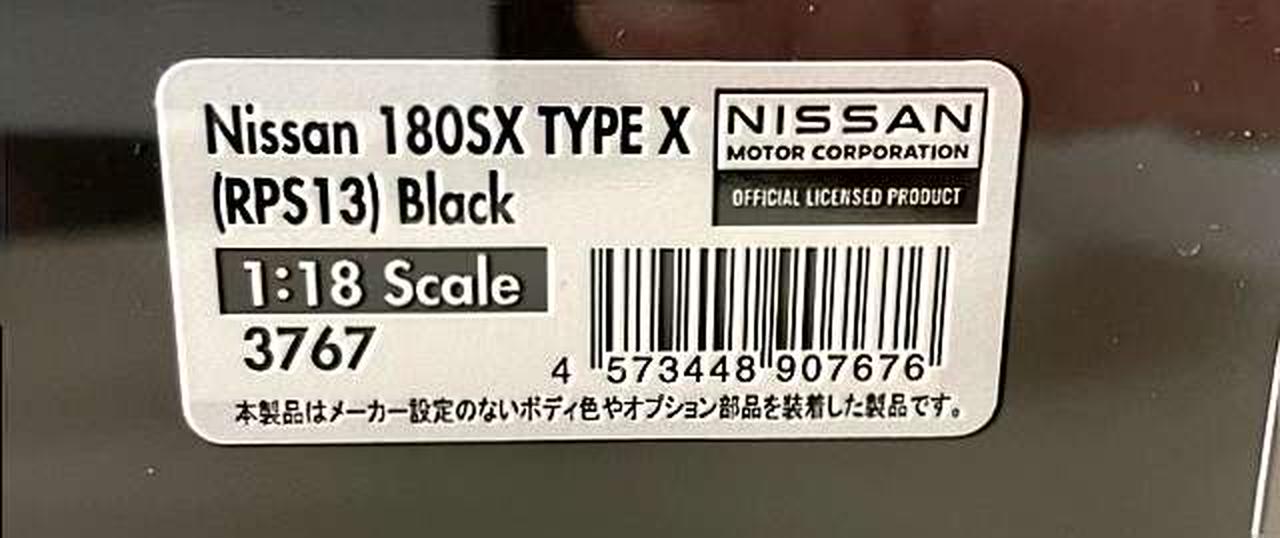 Nissan 180SX TYPE X
(RPS13) Black
NISSAN
MOTOR CORPORATION
OFFICIAL LICENSED PRODUCT
1:18 Scale
3767
4 573448 907676
本製品はメーカー設定のないボディ色やオプション部品を装着した製品です。